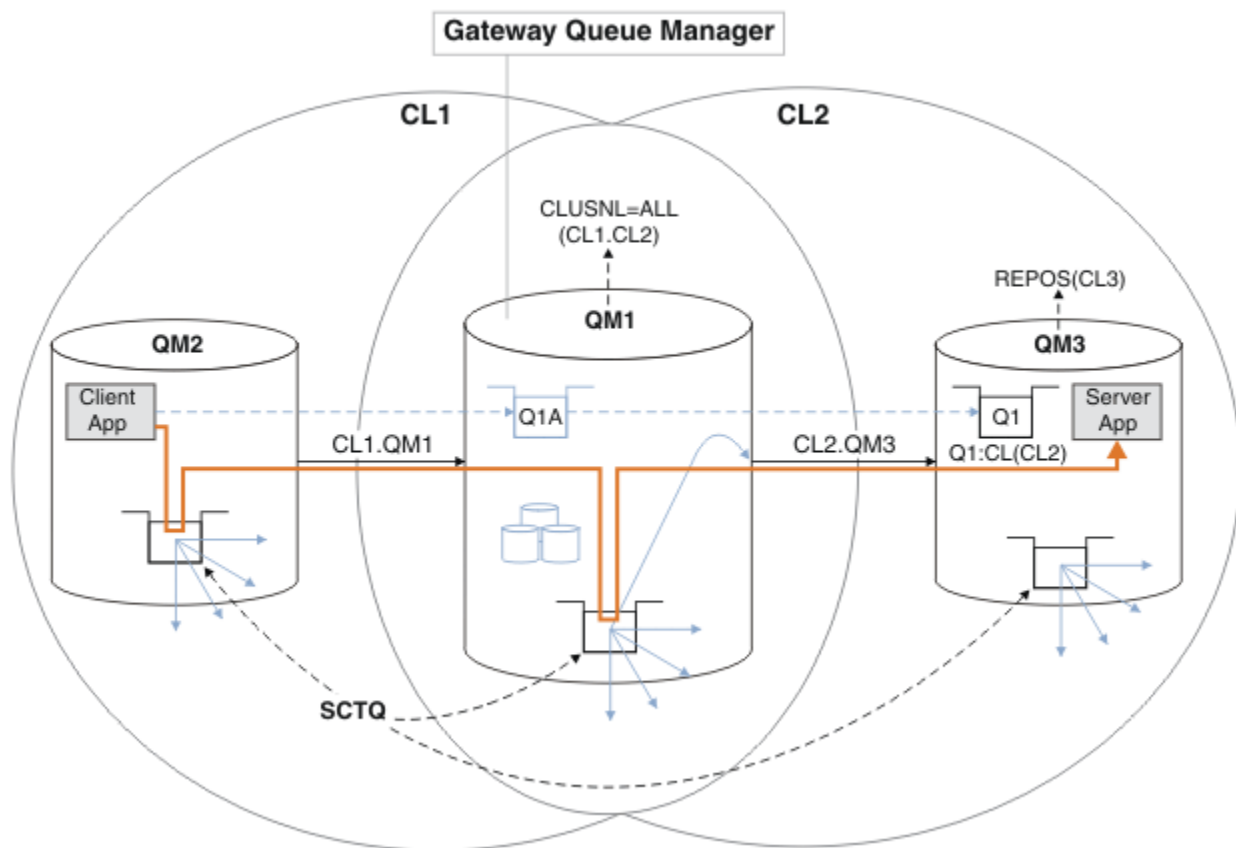 Gateway Queue Manager
CL1
CL2
CLUSNL=ALL
(CL1.CL2)
REPOS(CL3)
QM2
QM1
QM3
Client
App
Q1A
Q1
Server
App
CL1.QM1
CL2.QM3
Q1:CL(CL2)
SCTQ